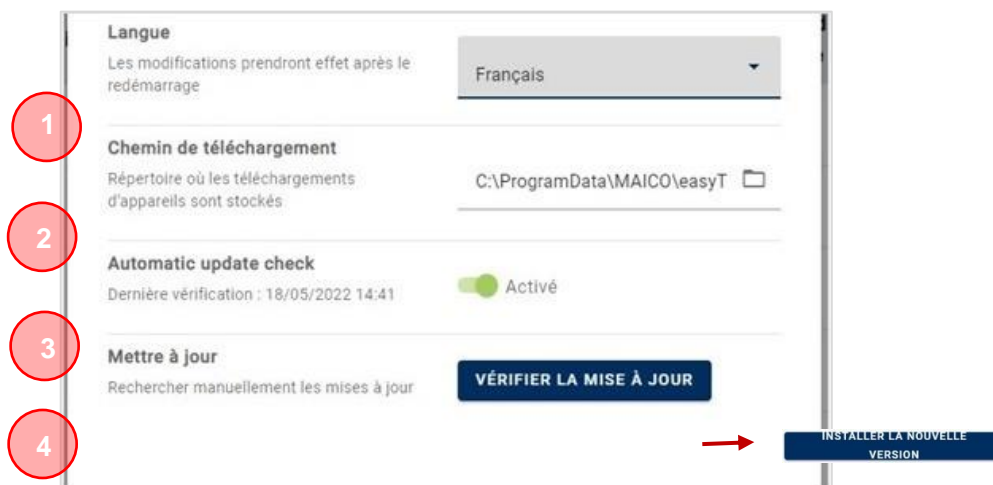 Langue
Les modifications prendront effet après le
redémarrage
Français
1
Chemin de téléchargement
Répertoire où les téléchargements
d'appareils sont stockés
C:\ProgramData\MAICO\easyT
2
Automatic update check
Dernière vérification : 18/05/2022 14:41
Activé
3
Mettre à jour
Rechercher manuellement les mises à jour
VÉRIFIER LA MISE À JOUR
4
INSTALLER LA NOUVELLE
VERSION